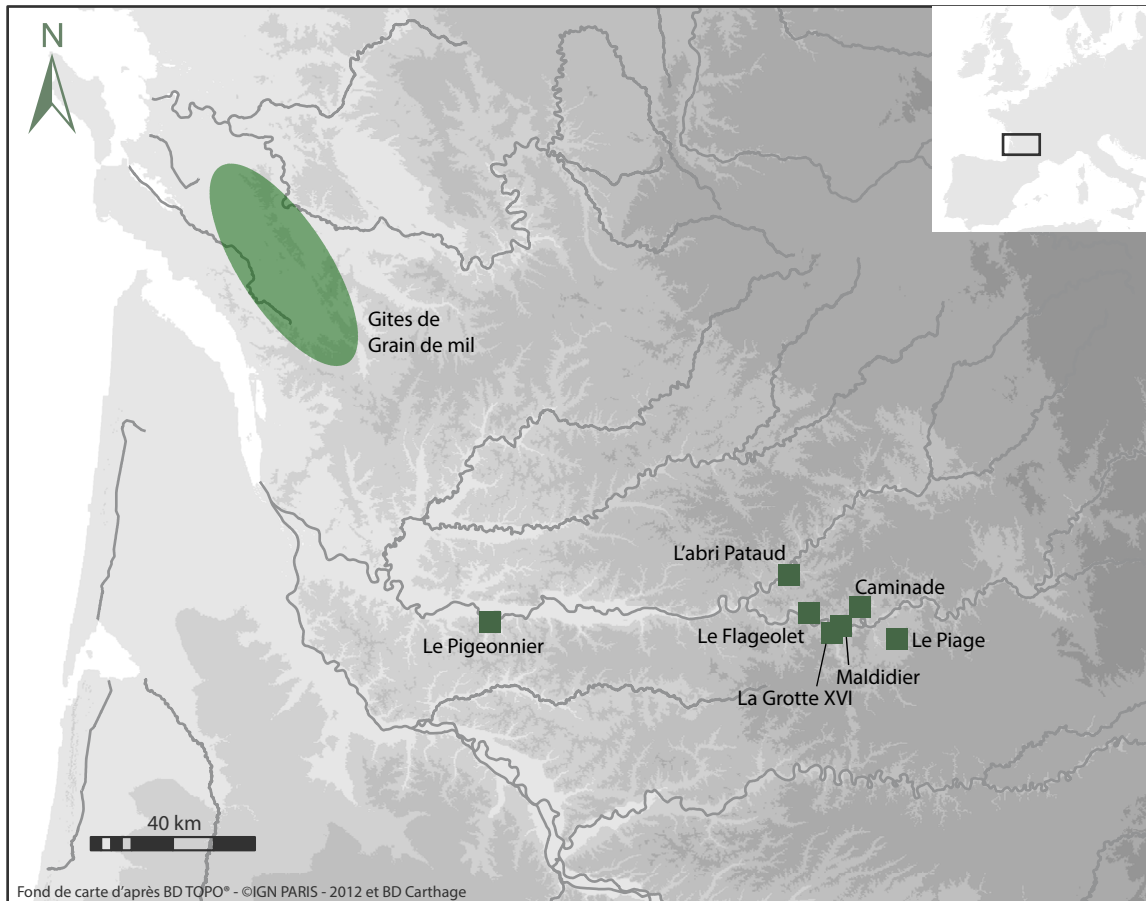 N
Gites de
Grain de mil
L'abri Pataud
Caminade
Le Pigeonnier
Le Flageolet
Le Piage
Maldidier
La Grotte XVI
40 km
Fond de carte d'après BD TOPO® - ©IGN PARIS - 2012 et BD Carthage